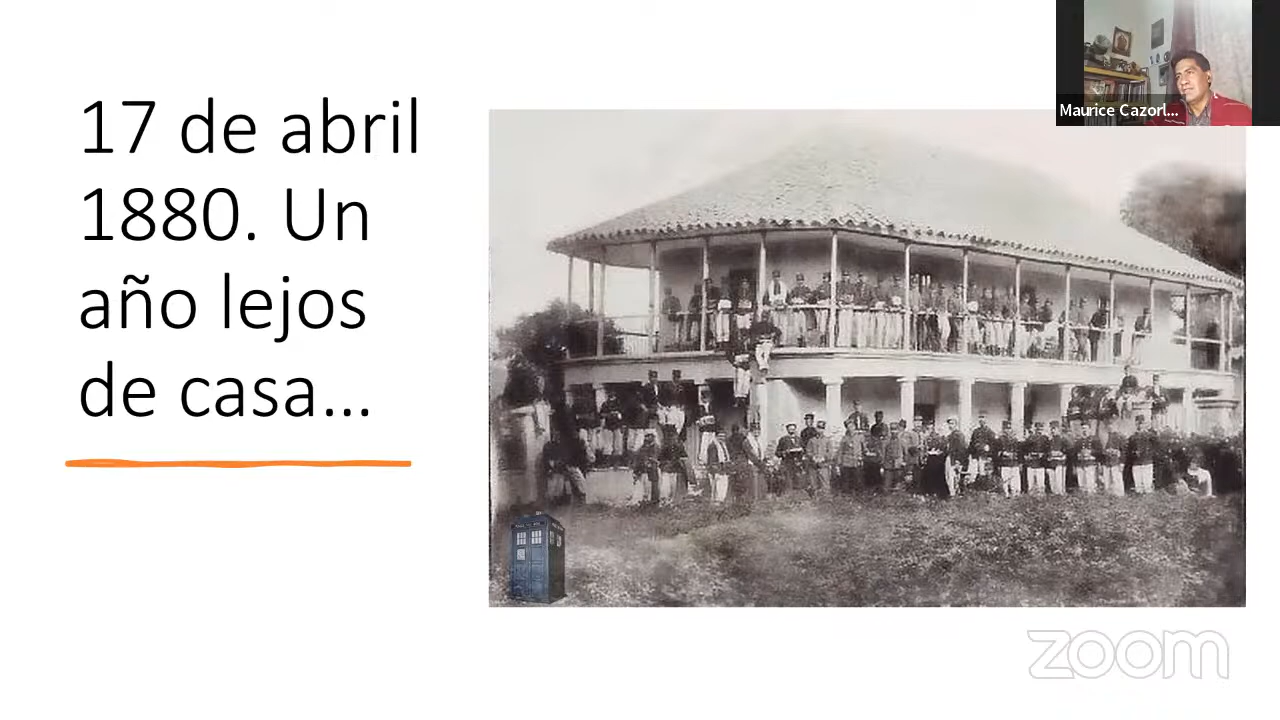 17 de abril
1880. Un
año lejos
de casa...
Maurice Cazorl...
zoom